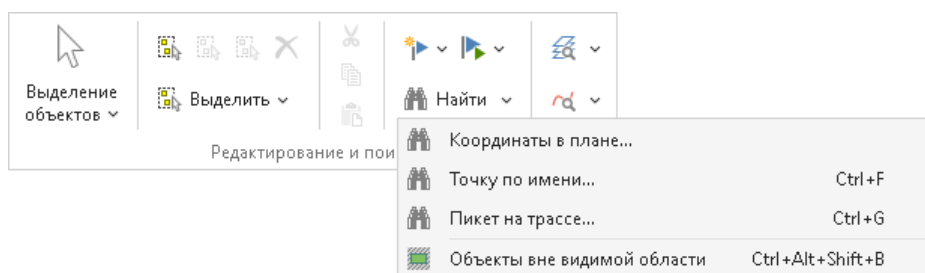 Выделение
объектов
Выделить
Найти
Редактирование и пои
Координаты в плане...
Точку по имени... Ctrl+F
Пикет на трассе... Ctrl+G
Объекты вне видимой области Ctrl+Alt+Shift+B